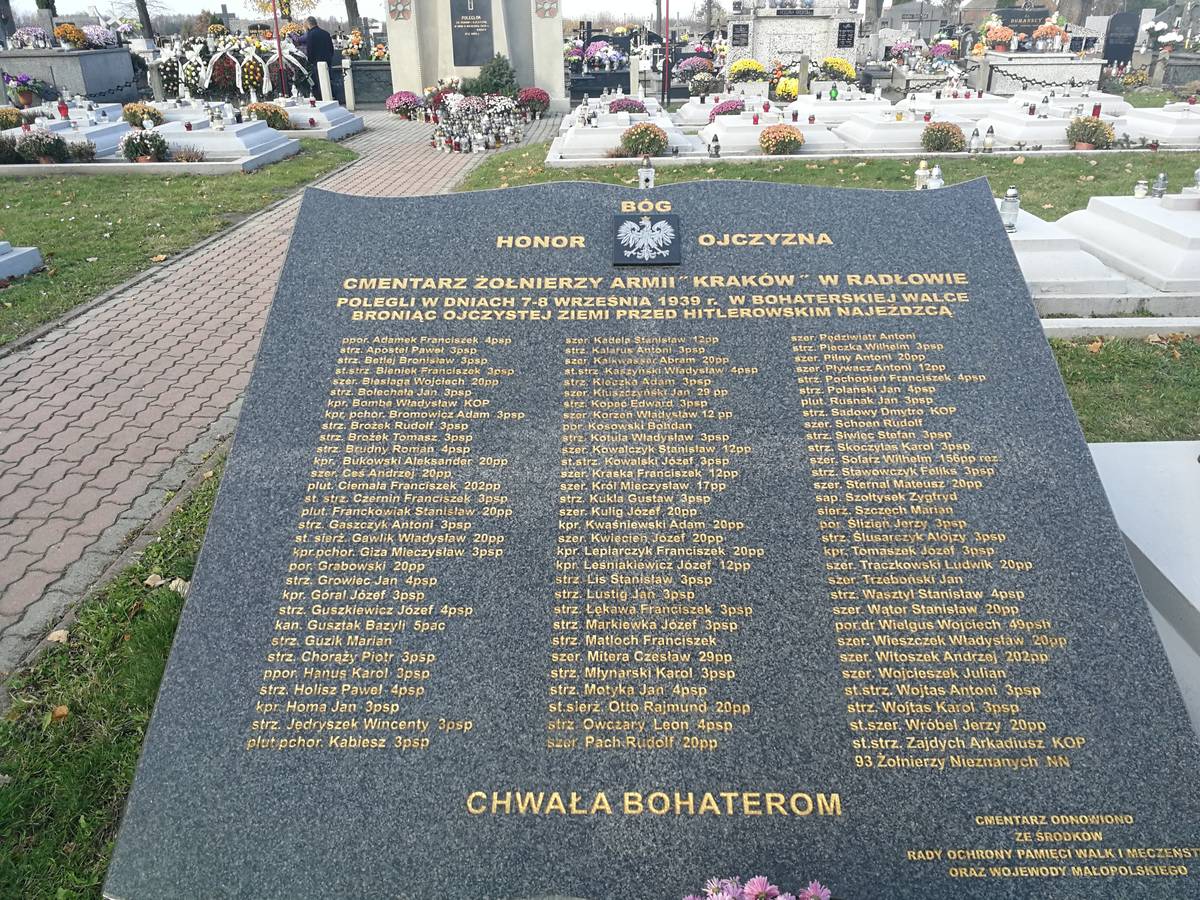 POLEGŁYM
BÓG
HONOR OJCZYZNA
CMENTARZ ŻOŁNIERZY ARMII "KRAKÓW" W RADŁOWIE
POLEGLI W DNIACH 7-8 WRZEŚNIA 1939 r. W BOHATERSKIEJ WALCE
BRONIĄC OJCZYSTEJ ZIEMI PRZED HITLEROWSKIM NAJEŹDZCĄ
ppor. Adamek Franciszek 4psp
strz. Apostel Paweł 3psp
strz. Betlej Bronisław 3psp
st.strz. Bieniek Franciszek 3psp
szer. Biesiaga Wojciech 20pp
strz. Bolechała Jan 3psp
kpr. Bomba Władysław KOP
kpr. pchor. Bromowicz Adam 3psp
strz. Brożek Rudolf 3psp
strz. Brożek Tomasz 3psp
strz. Brudny Roman 4psp
kpr. Bukowski Aleksander 20pp
szer. Ceś Andrzej 20pp
plut. Ciemała Franciszek 202pp
st. strz. Czernin Franciszek 3psp
plut. Franckowiak Stanisław 20pp
strz. Gaszczyk Antoni 3psp
st. sierż. Gawlik Władysław 20pp
kpr.pchor. Giza Mieczysław 3psp
por. Grabowski 20pp
strz. Growiec Jan 4psp
kpr. Góral Józef 3psp
strz. Guszkiewicz Józef 4psp
kan. Gusztak Bazyli 5pac
strz. Guzik Marian
strz. Chorąży Piotr 3psp
ppor. Hanus Karol 3psp
strz. Holisz Paweł 4psp
kpr. Homa Jan 3psp
strz. Jedryszek Wincenty 3psp
plut.pchor. Kabiesz 3psp
szer. Kadela Stanisław 12pp
strz. Kalarus Antoni 3psp
szer. Kalkwasser Abram 20pp
st.strz. Kaszyński Władysław 4psp
strz. Kleczka Adam 3psp
szer. Kluszczyński Jan 29 pp
strz. Kopeć Edward 3psp
szer. Korzeń Władysław 12 pp
por. Kosowski Bohdan
strz. Kotula Władysław 3psp
szer. Kowalczyk Stanisław 12pp
st.strz. Kowalski Józef 3psp
szer. Kraska Franciszek 12pp
szer. Król Mieczysław 17pp
strz. Kukla Gustaw 3psp
szer. Kulig Józef 20pp
kpr. Kwaśniewski Adam 20pp
szer. Kwiecień Józef 20pp
kpr. Lepiarczyk Franciszek 20pp
kpr. Leśniakiewicz Józef 12pp
strz. Lis Stanisław 3psp
strz. Lustig Jan 3psp
strz. Łękawa Franciszek 3psp
strz. Markiewka Józef 3psp
strz. Matloch Franciszek
szer. Mitera Czesław 29pp
strz. Młynarski Karol 3psp
strz. Motyka Jan 4psp
st.sierż. Otto Rajmund 20pp
strz. Owczary Leon 4psp
szer. Pach Rudolf 20pp
szer. Pędziwiatr Antoni
strz. Pieczka Wilhelm 3psp
szer. Pilny Antoni 20pp
szer. Pływacz Antoni 12pp
strz. Pochopień Franciszek 4psp
strz. Polański Jan 4psp
plut. Rusnak Jan 3psp
strz. Sadowy Dmytro KOP
szer. Schoen Rudolf
strz. Siwiec Stefan 3psp
strz. Skoczylas Karol 3psp
szer. Solarz Wilhelm 156pp rez.
strz. Stawowczyk Feliks 3psp
szer. Sternal Mateusz 20pp
sap. Szołtysek Zygfryd
sierż. Szczęch Marian
por. Ślizień Jerzy 3psp
strz. Ślusarczyk Alojzy 3psp
kpr. Tomaszek Józef 3psp
szer. Traczkowski Ludwik 20pp
szer. Trzeboński Jan
strz. Wasztyl Stanisław 4psp
szer. Wątor Stanisław 20pp
por.dr Wielgus Wojciech 49psh
szer. Wieszczek Władysław 20pp
szer. Witoszek Andrzej 202pp
szer. Wojcieszek Julian
st.strz. Wojtas Antoni 3psp
strz. Wojtas Karol 3psp
st.szer. Wróbel Jerzy 20pp
st.strz. Zajdych Arkadiusz KOP
93 Żołnierzy Nieznanych NN
CHWAŁA BOHATEROM
CMENTARZ ODNOWIONO
ZE ŚRODKÓW
RADY OCHRONY PAMIĘCI WALK I MĘCZEŃST
ORAZ WOJEWODY MAŁOPOLSKIEGO